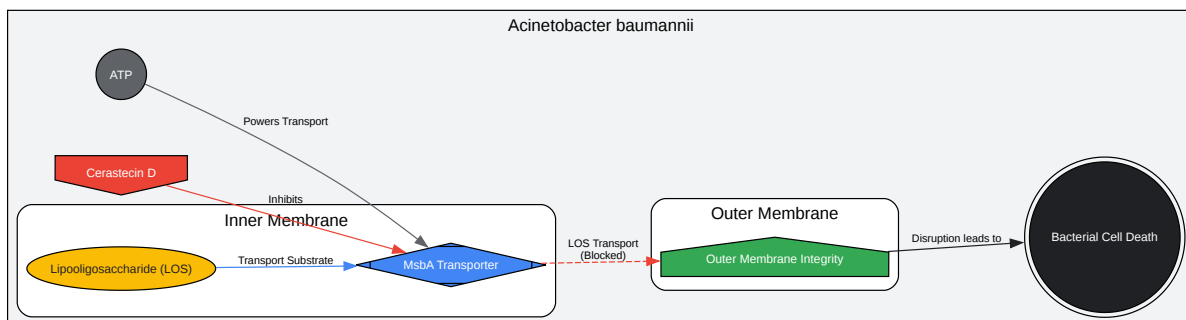 Acinetobacter baumannii
ATP
Powers Transport
Cerastecin D
Inhibits
Inner Membrane
Lipooligosaccharide (LOS)
Transport Substrate
MsbA Transporter
LOS Transport
(Blocked)
Outer Membrane
Outer Membrane Integrity
Disruption leads to
Bacterial Cell Death